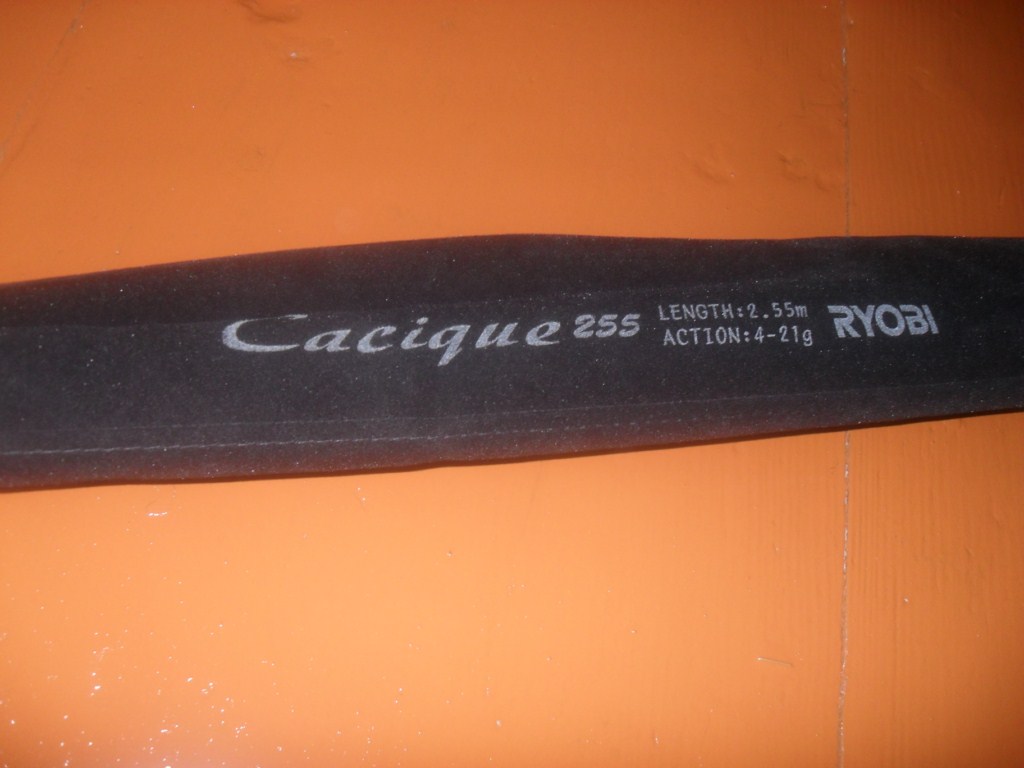 Cacique 255
LENGTH:2.55m
ACTION:4-21g
RYOBI